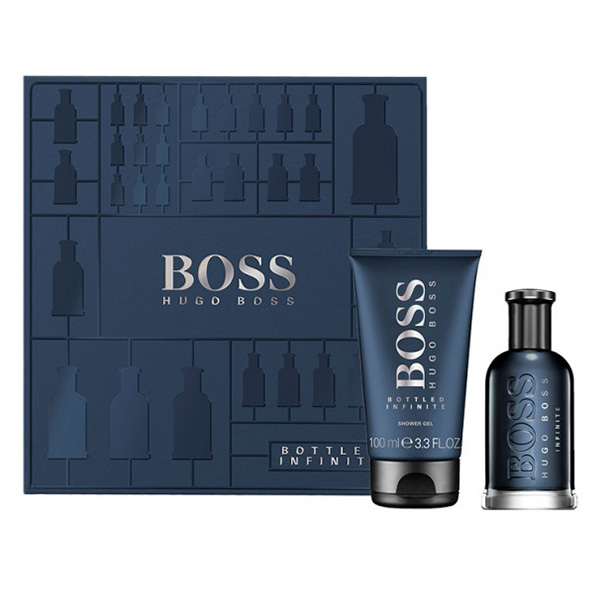 BOSS
HUGO BOSS
BOTTLED
INFINITE
BOSS
HUGO BOSS
BOTTLED
INFINITE
SHOWER GEL
100 ml ℮ 3.3 FL.OZ.
BOSS
HUGO BOSS
INFINITE